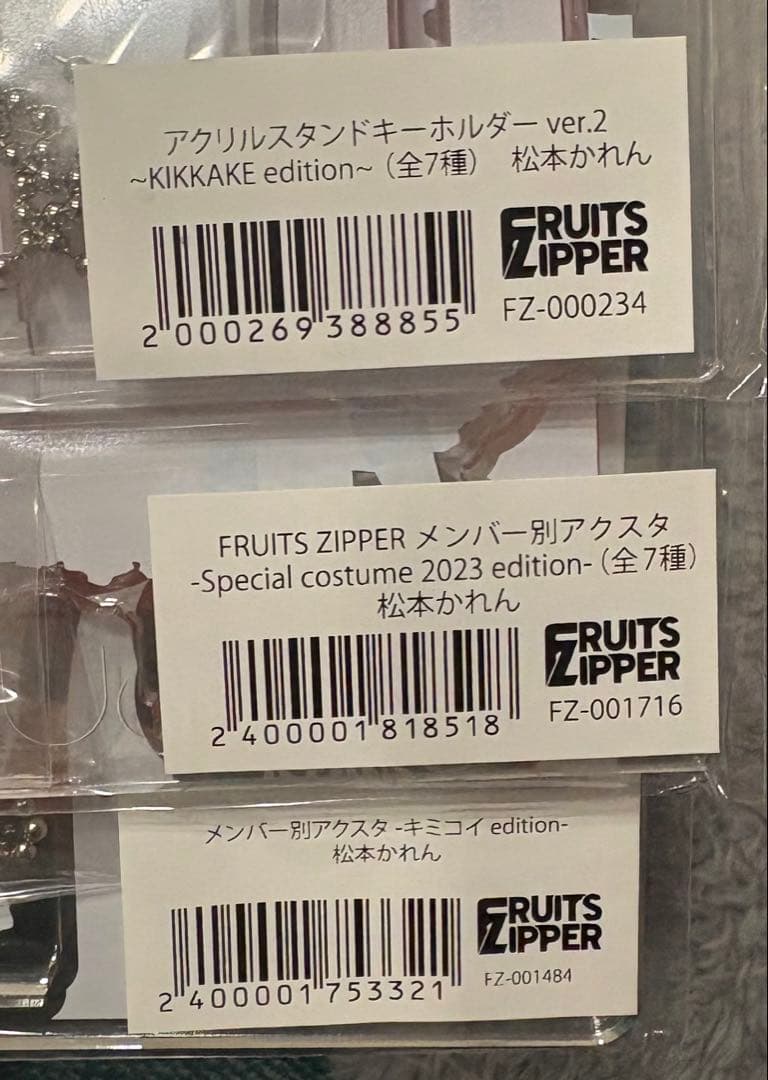 アクリルスタンドキーホルダー ver.2
~KIKKAKE edition~（全7種）　松本かれん
FRUITS
ZIPPER
FZ-000234
2 000269 388855
FRUITS ZIPPER メンバー別アクスタ
-Special costume 2023 edition-（全7種）
松本かれん
FRUITS
ZIPPER
FZ-001716
2 400001 818518
メンバー別アクスタ -キミコイ edition-
松本かれん
FRUITS
ZIPPER
FZ-001484
2 400001 753321